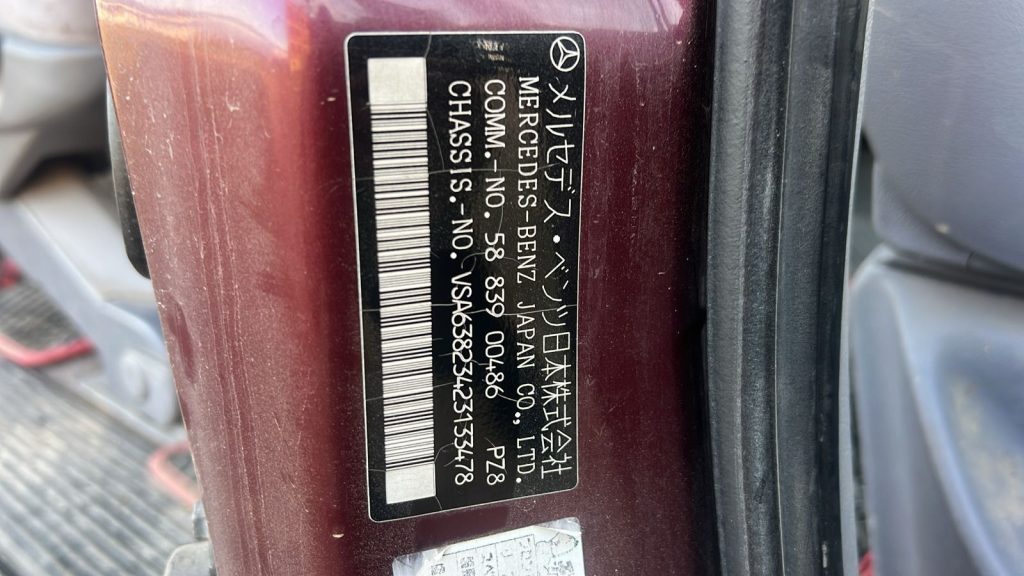 メルセデス・ベンツ日本株式会社
MERCEDES-BENZ JAPAN CO., LTD.
COMM.-NO. 58 839 00486 PZ8
CHASSIS.-NO. VSA63823423133478